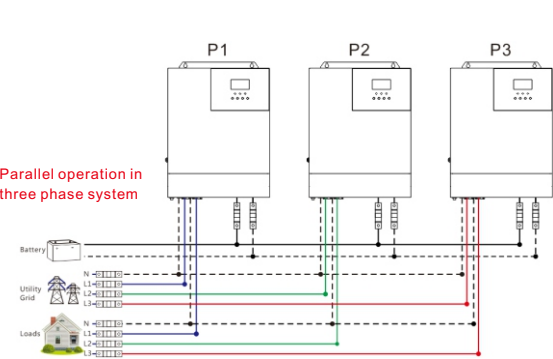 P1
P2
P3
Parallel operation in
three phase system
Battery
Utility
Grid
N
L1
L2
L3
Loads
N
L1
L2
L3